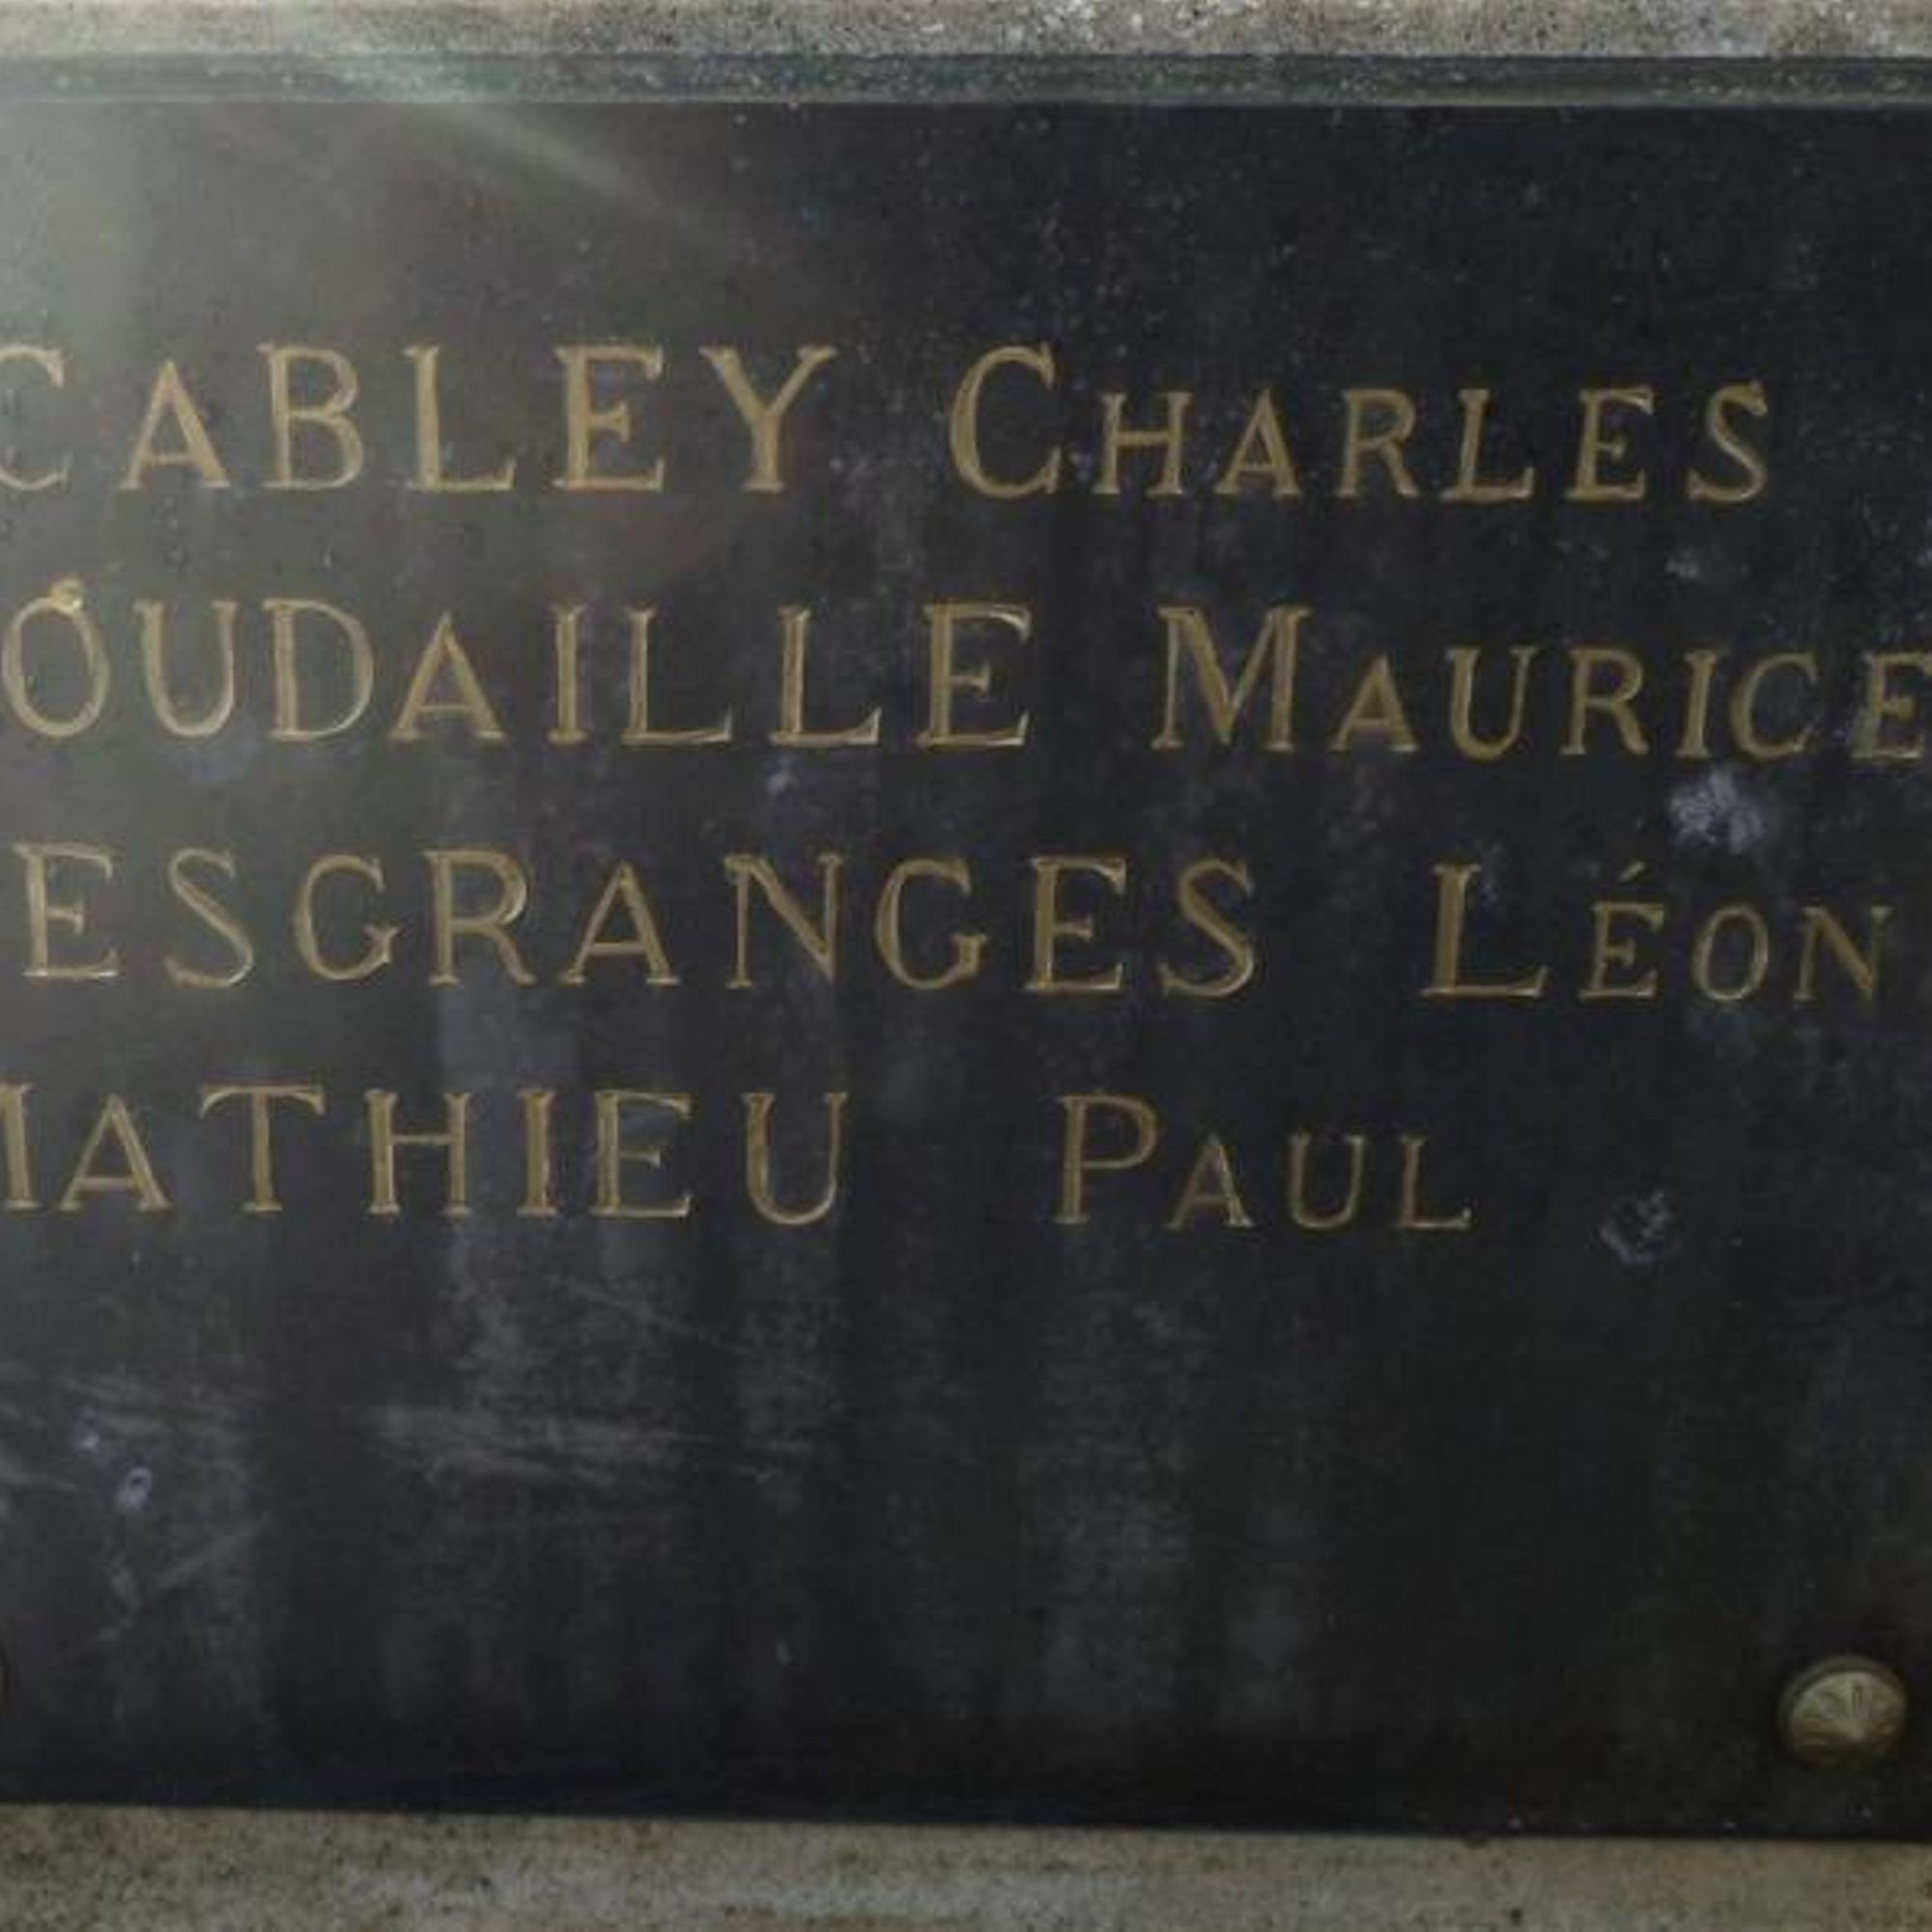 CABLEY CHARLES
OUDAILLE MAURICE
ESGRANGES LÉON
MATHIEU PAUL